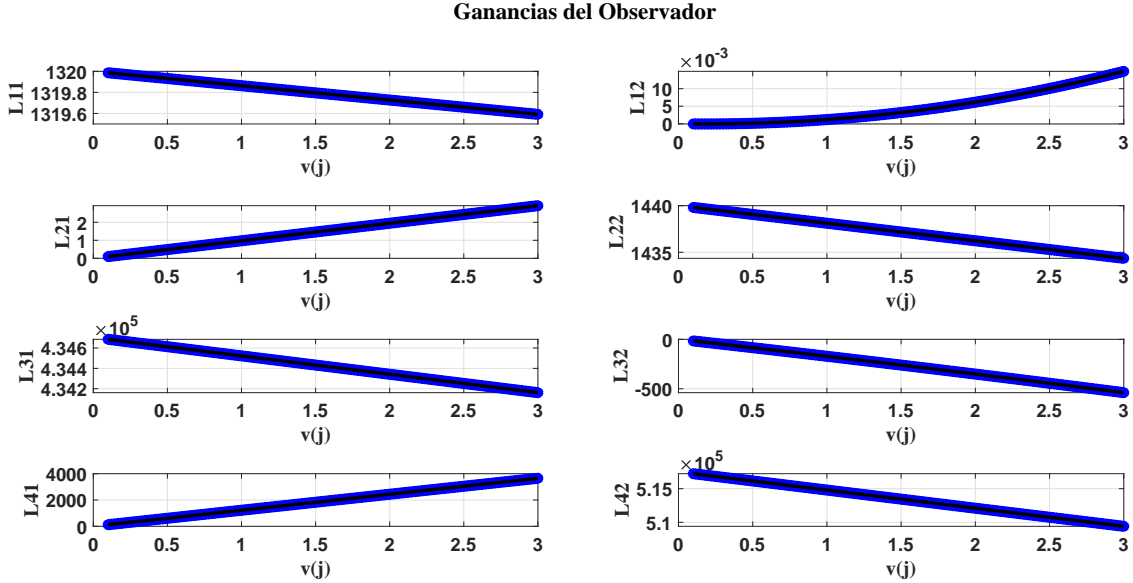 Ganancias del Observador
L11
1320
1319.8
1319.6
0 0.5 1 1.5 2 2.5 3
v(j)
L12
× 10^-3
10
5
0
0 0.5 1 1.5 2 2.5 3
v(j)
L21
2
1
0
0 0.5 1 1.5 2 2.5 3
v(j)
L22
1440
1435
0 0.5 1 1.5 2 2.5 3
v(j)
L31
× 10^5
4.346
4.344
4.342
0 0.5 1 1.5 2 2.5 3
v(j)
L32
0
-500
0 0.5 1 1.5 2 2.5 3
v(j)
L41
4000
2000
0
0 0.5 1 1.5 2 2.5 3
v(j)
L42
× 10^5
5.15
5.1
0 0.5 1 1.5 2 2.5 3
v(j)